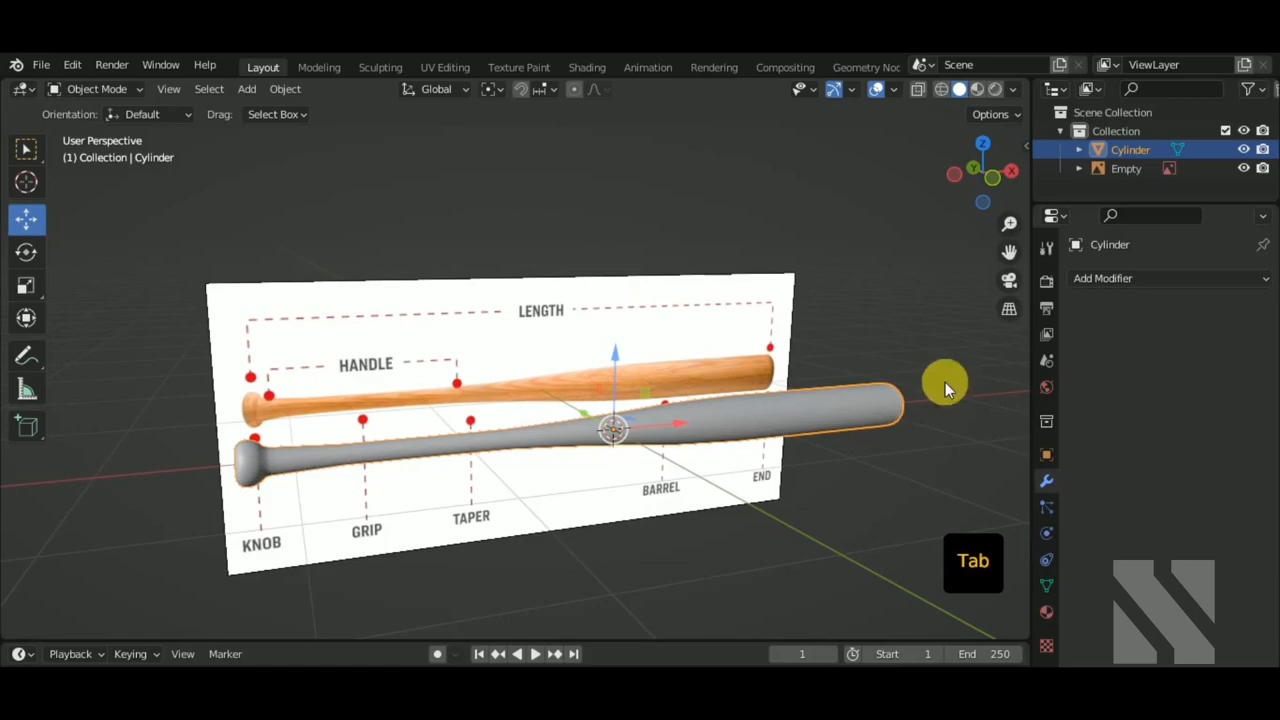 File Edit Render Window Help Layout Modeling Sculpting UV Editing Texture Paint Shading Animation Rendering Compositing Geometry Noc Scene ViewLayer
Object Mode View Select Add Object Global Options
Orientation: Default Drag: Select Box
User Perspective
(1) Collection | Cylinder
Z
Y
X
Scene Collection
Collection
Cylinder
Empty
Cylinder
Add Modifier
LENGTH
HANDLE
KNOB
GRIP
TAPER
BARREL
END
Tab
Playback Keying View Marker 1 Start 1 End 250